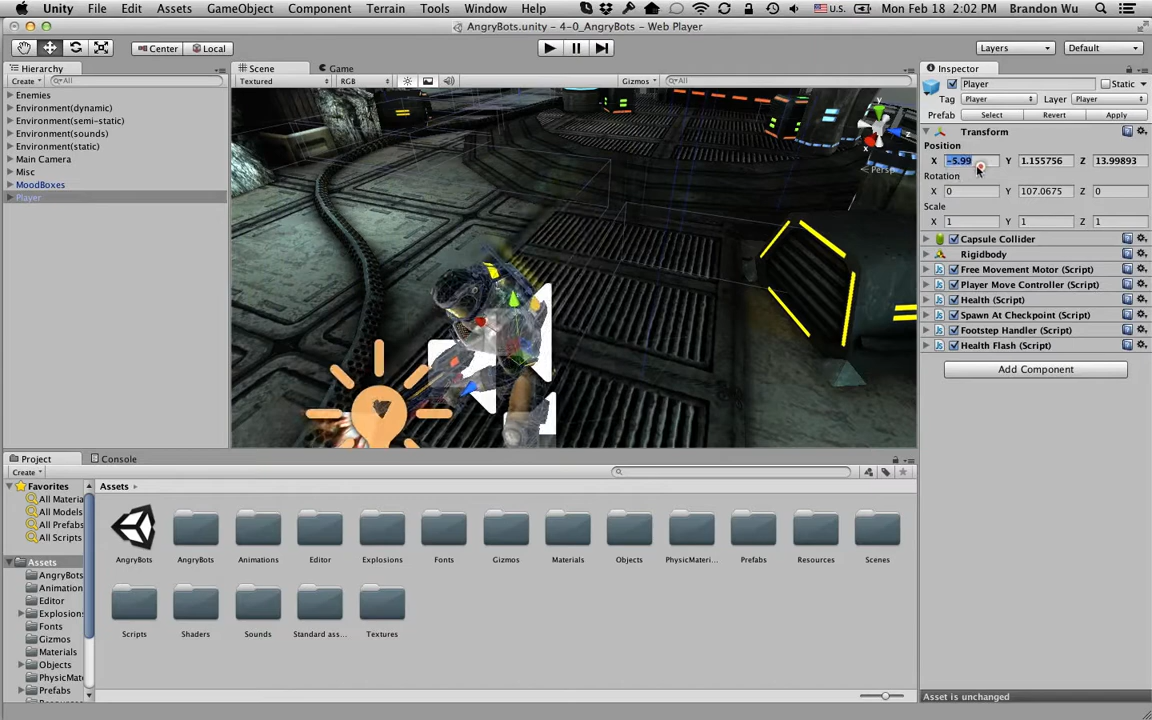 Unity File Edit Assets GameObject Component Terrain Tools Window Help U.S. Mon Feb 18 2:02 PM Brandon Wu
AngryBots.unity - 4-0_AngryBots - Web Player
Center Local Layers Default
Hierarchy
Create All
Enemies
Environment(dynamic)
Environment(semi-static)
Environment(sounds)
Environment(static)
Main Camera
Misc
MoodBoxes
Player
Scene Game
Textured RGB Gizmos All
y
z
x
Persp
Inspector
Player Static
Tag Player Layer Player
Prefab Select Revert Apply
Transform
Position
X -5.99 Y 1.155756 Z 13.99893
Rotation
X 0 Y 107.0675 Z 0
Scale
X 1 Y 1 Z 1
Capsule Collider
Rigidbody
Free Movement Motor (Script)
Player Move Controller (Script)
Health (Script)
Spawn At Checkpoint (Script)
Footstep Handler (Script)
Health Flash (Script)
Add Component
Project Console
Create
Favorites
All Materia
All Models
All Prefabs
All Scripts
Assets
AngryBots
Animation
Editor
Explosions
Fonts
Gizmo
Materials
Objects
PhysicMate
Prefabs
Assets
AngryBots AngryBots Animations Editor Explosions Fonts Gizmos Materials Objects PhysicMateri... Prefabs Resources Scenes
Scripts Shaders Sounds Standard ass... Textures
Asset is unchanged